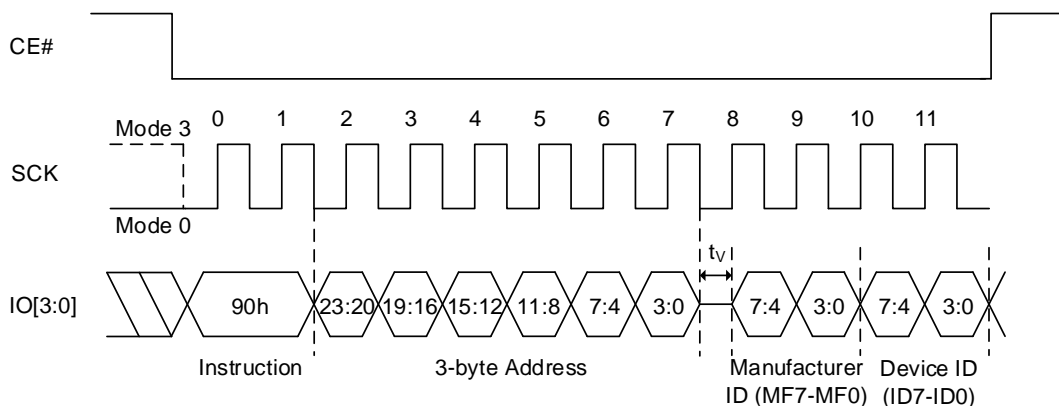 CE#
0 1 2 3 4 5 6 7 8 9 10 11
Mode 3
SCK
Mode 0
tV
IO[3:0] 90h 23:20 19:16 15:12 11:8 7:4 3:0 7:4 3:0 7:4 3:0
Instruction 3-byte Address Manufacturer Device ID
ID (MF7-MF0) (ID7-ID0)